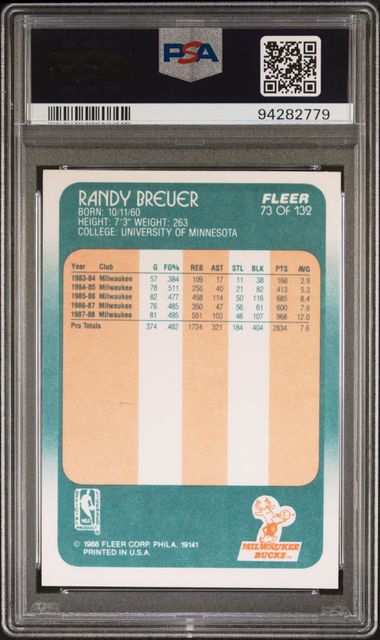 PSA
PSA
94282779
RANDY BREUER
FLEER
BORN: 10/11/60
73 OF 132
HEIGHT: 7'3" WEIGHT: 263
COLLEGE: UNIVERSITY OF MINNESOTA
Year Club G FG% REB AST STL BLK PTS AVG
1983-84 Milwaukee 57 .384 109 17 11 38 168 2.9
1984-85 Milwaukee 78 .511 256 40 21 82 413 5.3
1985-86 Milwaukee 82 .477 458 114 50 116 685 8.4
1986-87 Milwaukee 76 .485 350 47 56 61 600 7.9
1987-88 Milwaukee 81 .495 551 103 46 107 968 12.0
Pro Totals 374 .482 1724 321 184 404 2834 7.6
NBA
PRODUCT
MILWAUKEE
BUCKS
© 1988 FLEER CORP. PHILA. 19141
PRINTED IN U.S.A.